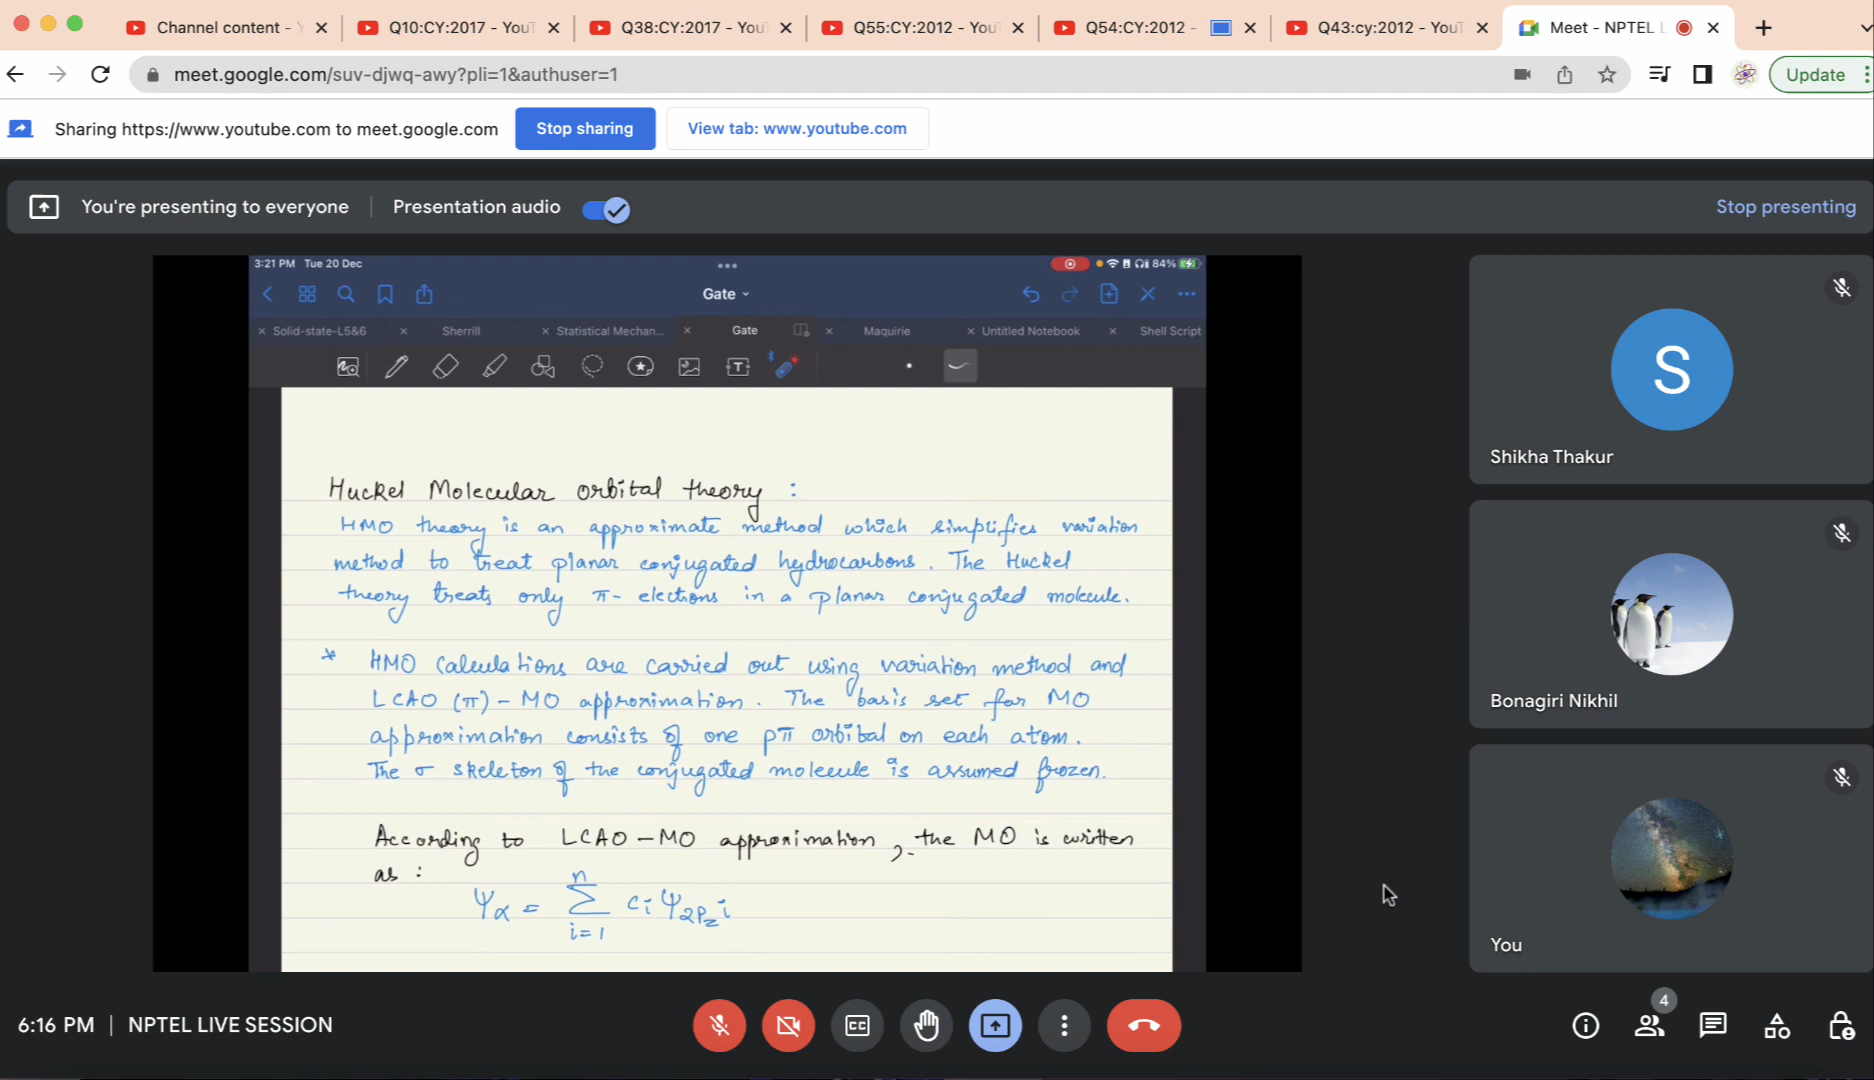 Channel content - Y
Q10:CY:2017 - YouT
Q38:CY:2017 - YouT
Q55:CY:2012 - YouT
Q54:CY:2012 -
Q43:cy:2012 - YouT
Meet - NPTEL L
meet.google.com/suv-djwq-awy?pli=1&authuser=1
Update
Sharing https://www.youtube.com to meet.google.com
Stop sharing
View tab: www.youtube.com
You're presenting to everyone
Presentation audio
Stop presenting
3:21 PM Tue 20 Dec
84%
Gate
Solid-state-L5&6
Sherrill
Statistical Mechan...
Gate
Maquirie
Untitled Notebook
Shell Script
Huckel Molecular orbital theory :
HMO theory is an approximate method which simplifies variation
method to treat planar conjugated hydrocarbons. The Huckel
theory treats only π- elections in a planar conjugated molecule.
* HMO calculations are carried out using variation method and
LCAO (π) - MO approximation. The basis set for MO
approximation consists of one pπ orbital on each atom.
The σ skeleton of the conjugated molecule is assumed frozen.
According to LCAO - MO approximation, the MO is written
as :
Ψα = Σ(i=1 to n) ci Ψ2pz i
S
Shikha Thakur
Bonagiri Nikhil
You
6:16 PM | NPTEL LIVE SESSION
CC
4